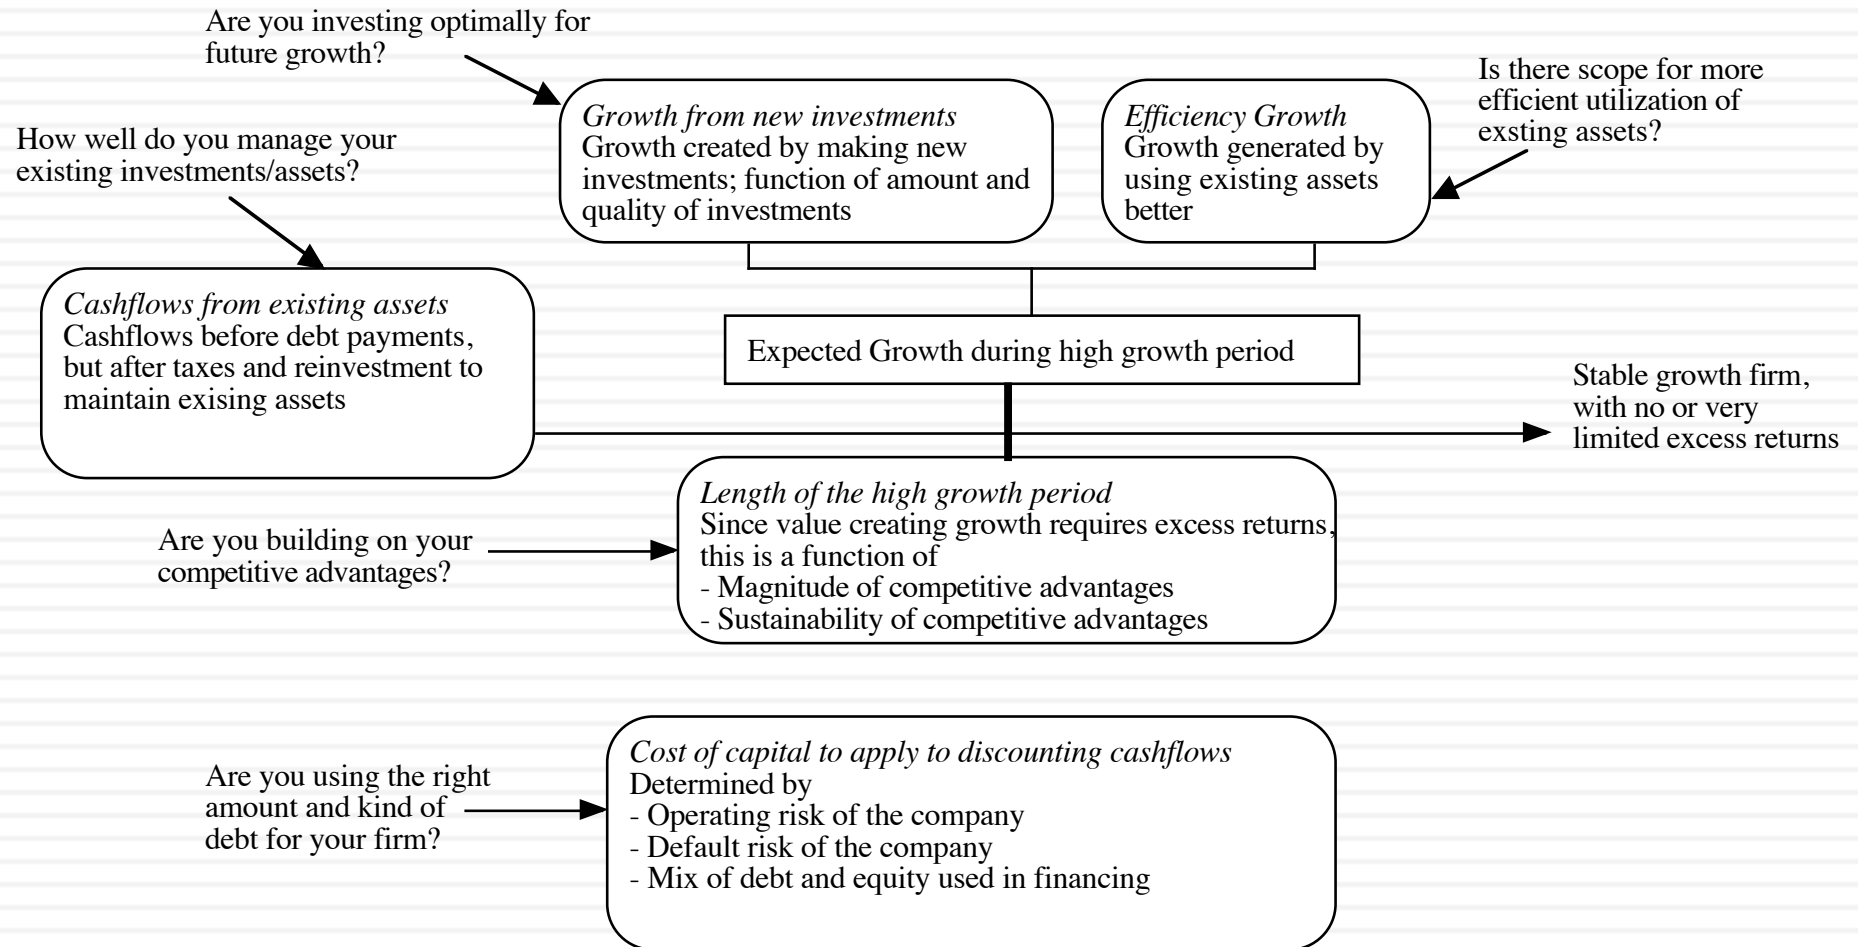 Are you investing optimally for
future growth?
How well do you manage your
existing investments/assets?
Growth from new investments
Growth created by making new
investments; function of amount and
quality of investments
Efficiency Growth
Growth generated by
using existing assets
better
Is there scope for more
efficient utilization of
exsting assets?
Cashflows from existing assets
Cashflows before debt payments,
but after taxes and reinvestment to
maintain exising assets
Expected Growth during high growth period
Stable growth firm,
with no or very
limited excess returns
Are you building on your
competitive advantages?
Length of the high growth period
Since value creating growth requires excess returns,
this is a function of
- Magnitude of competitive advantages
- Sustainability of competitive advantages
Are you using the right
amount and kind of
debt for your firm?
Cost of capital to apply to discounting cashflows
Determined by
- Operating risk of the company
- Default risk of the company
- Mix of debt and equity used in financing